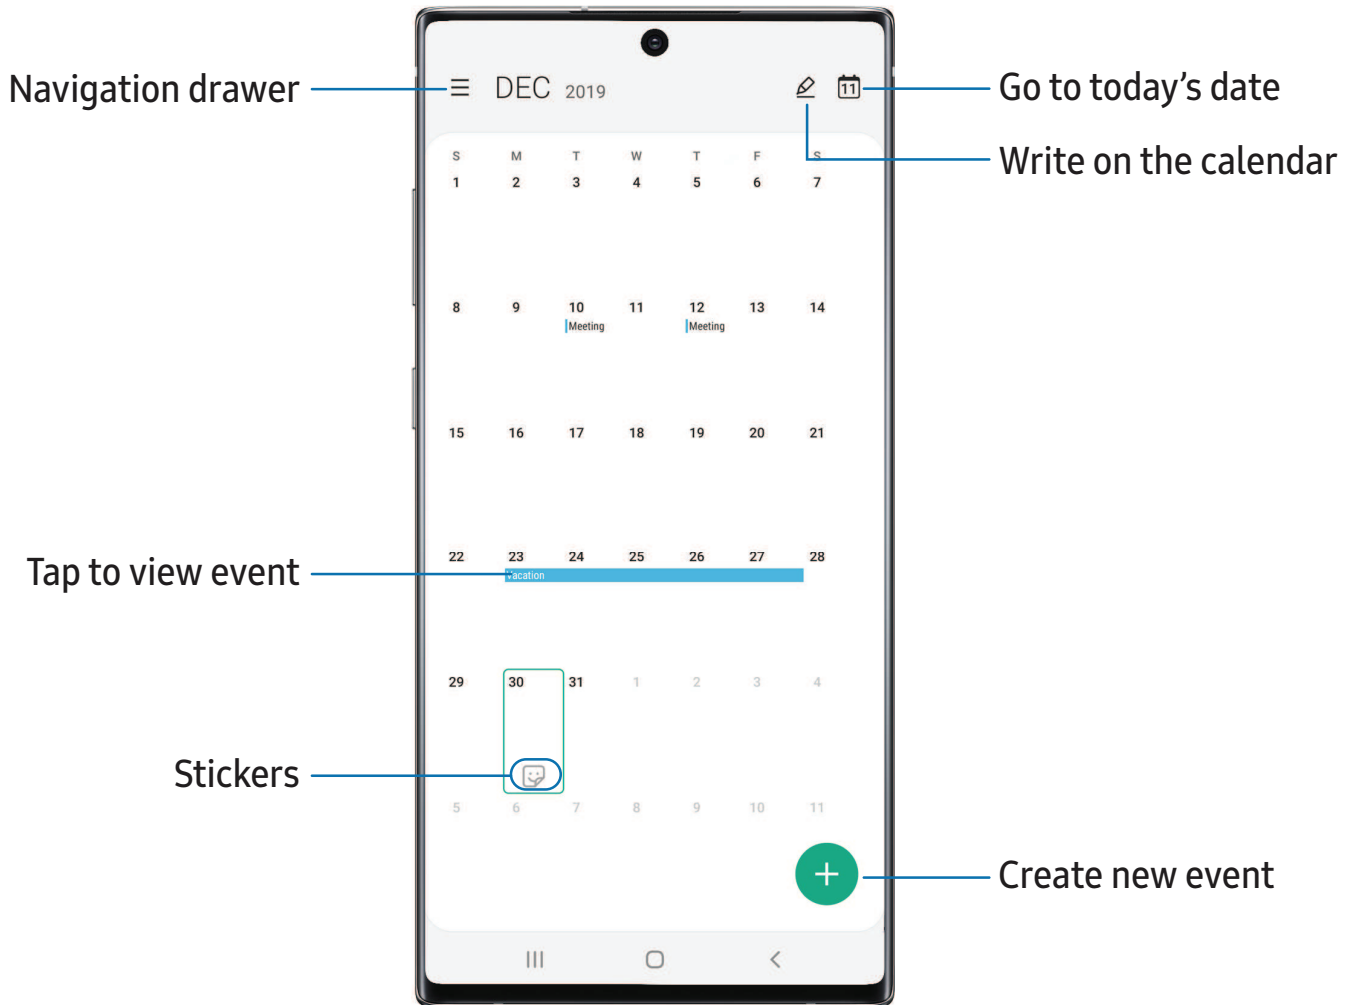 Navigation drawer
DEC 2019
11
Go to today's date
Write on the calendar
S M T W T F S
1 2 3 4 5 6 7
8 9 10 11 12 13 14
Meeting Meeting
15 16 17 18 19 20 21
22 23 24 25 26 27 28
Tap to view event
Vacation
29 30 31 1 2 3 4
Stickers
5 6 7 8 9 10 11
Create new event